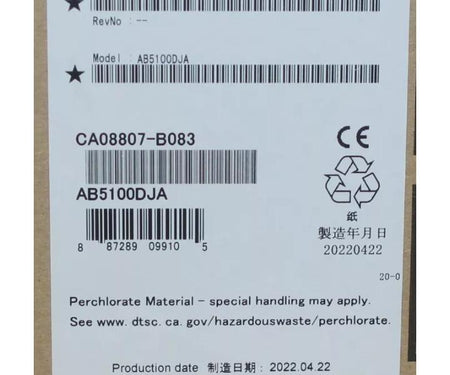 ★
RevNo : --
Model : AB5100DJA
★
CA08807-B083
AB5100DJA
8 87289 09910 5
CE
紙
製造年月日
20220422
20-0
Perchlorate Material - special handling may apply.
See www. dtsc. ca. gov/hazardouswaste/perchlorate.
Production date 制造日期: 2022.04.22